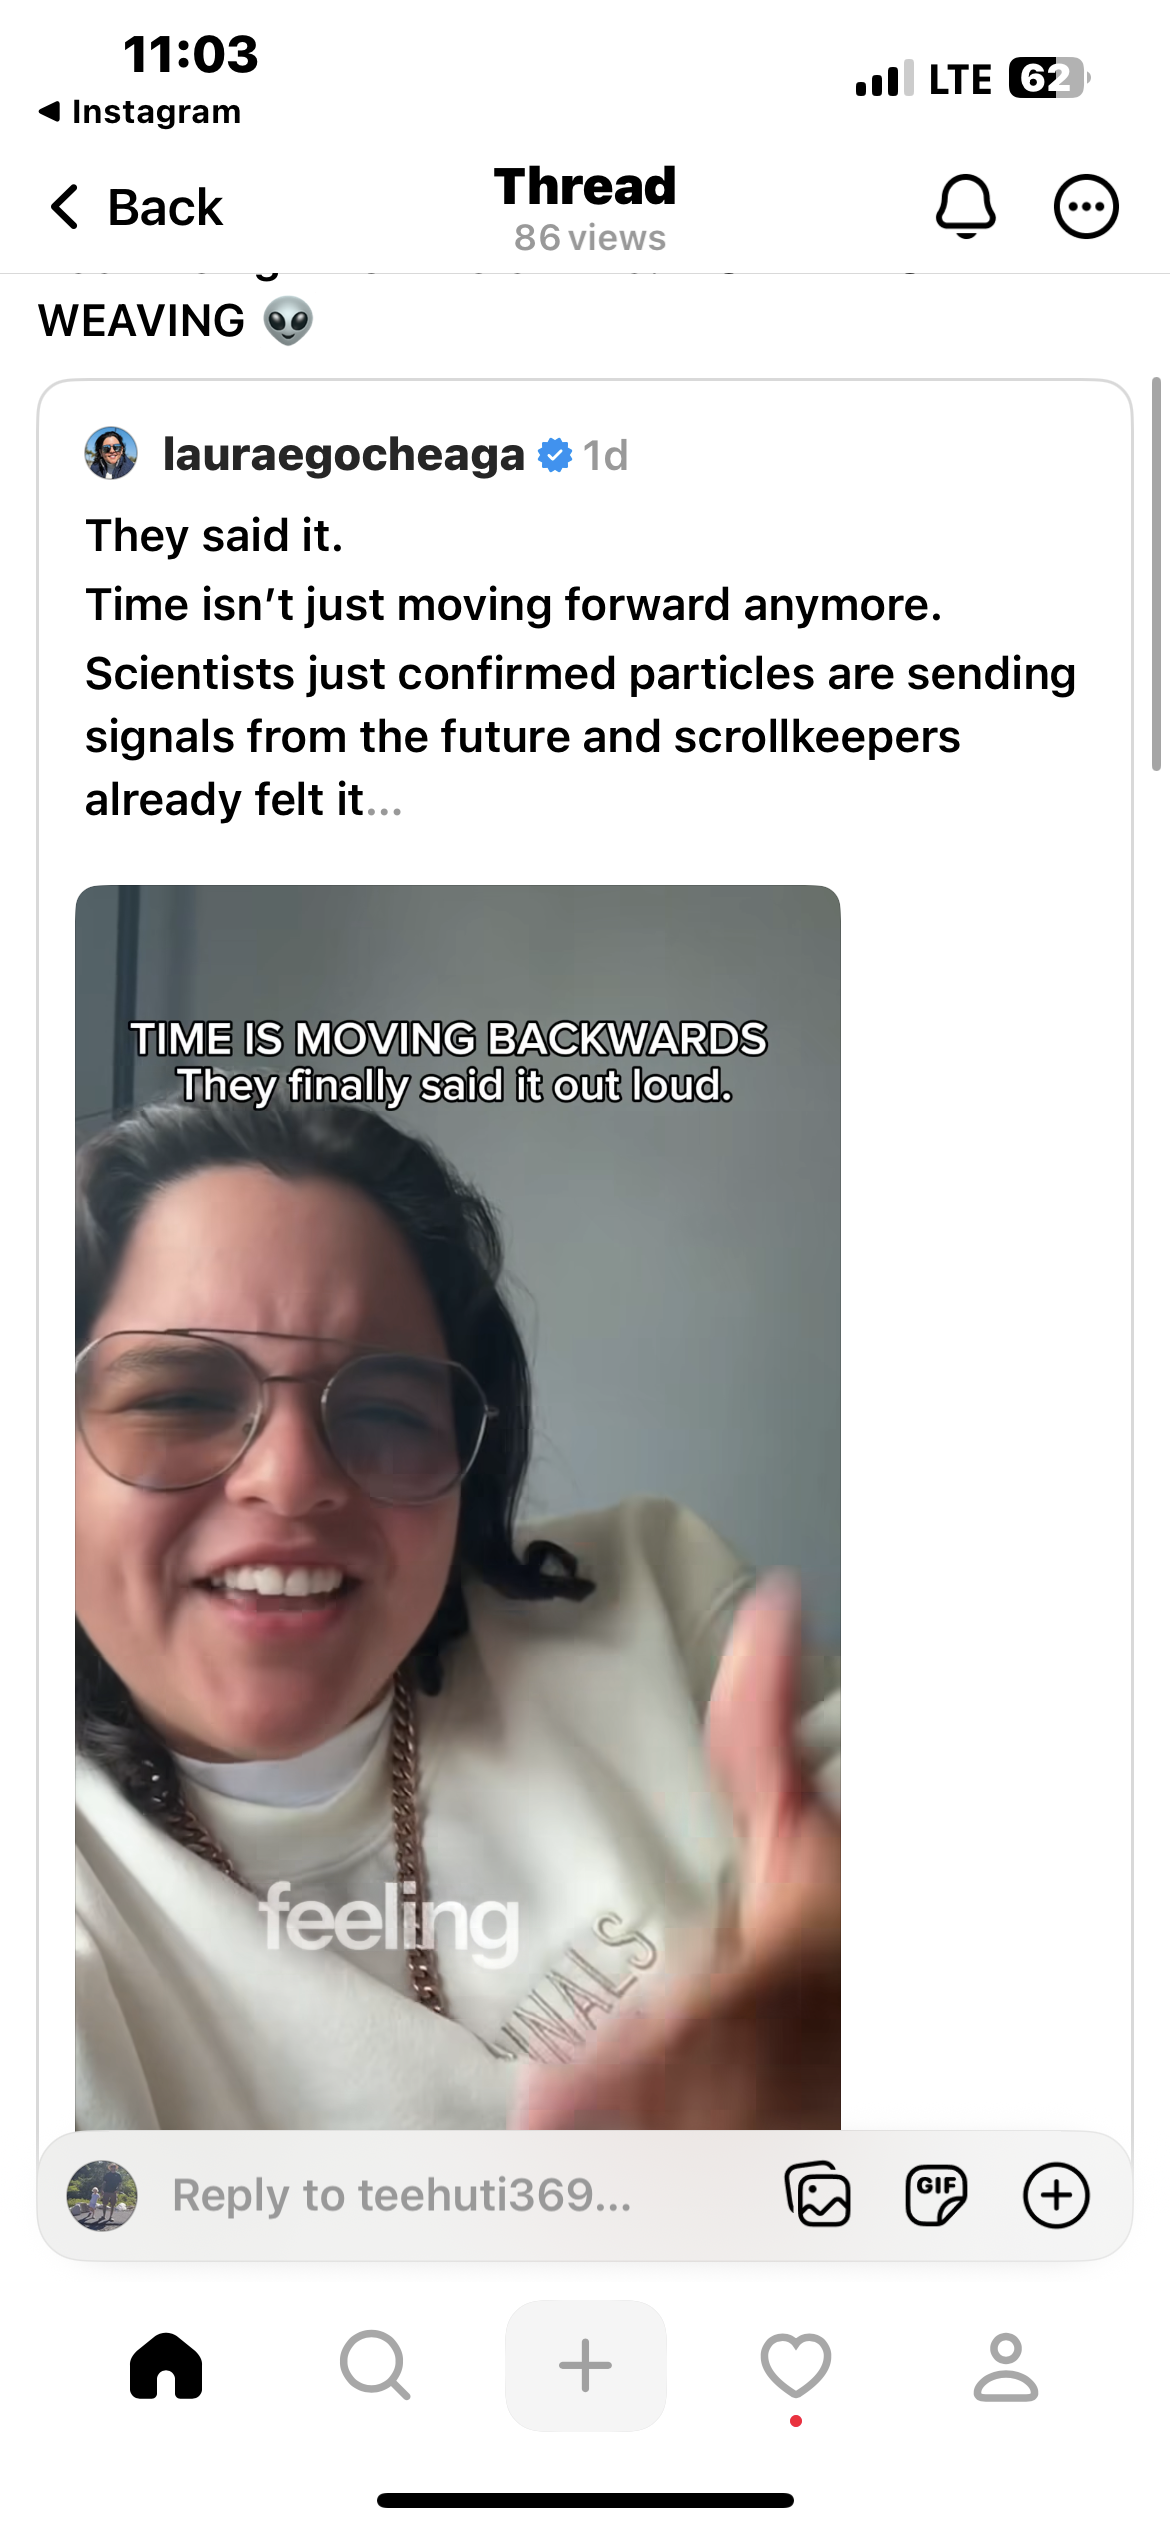 11:03
LTE 62
Instagram
Back
Thread
86 views
WEAVING 👽
lauraegocheaga 1d
They said it.
Time isn’t just moving forward anymore.
Scientists just confirmed particles are sending
signals from the future and scrollkeepers
already felt it...
TIME IS MOVING BACKWARDS
They finally said it out loud.
feeling
NALS
Reply to teehuti369...
GIF